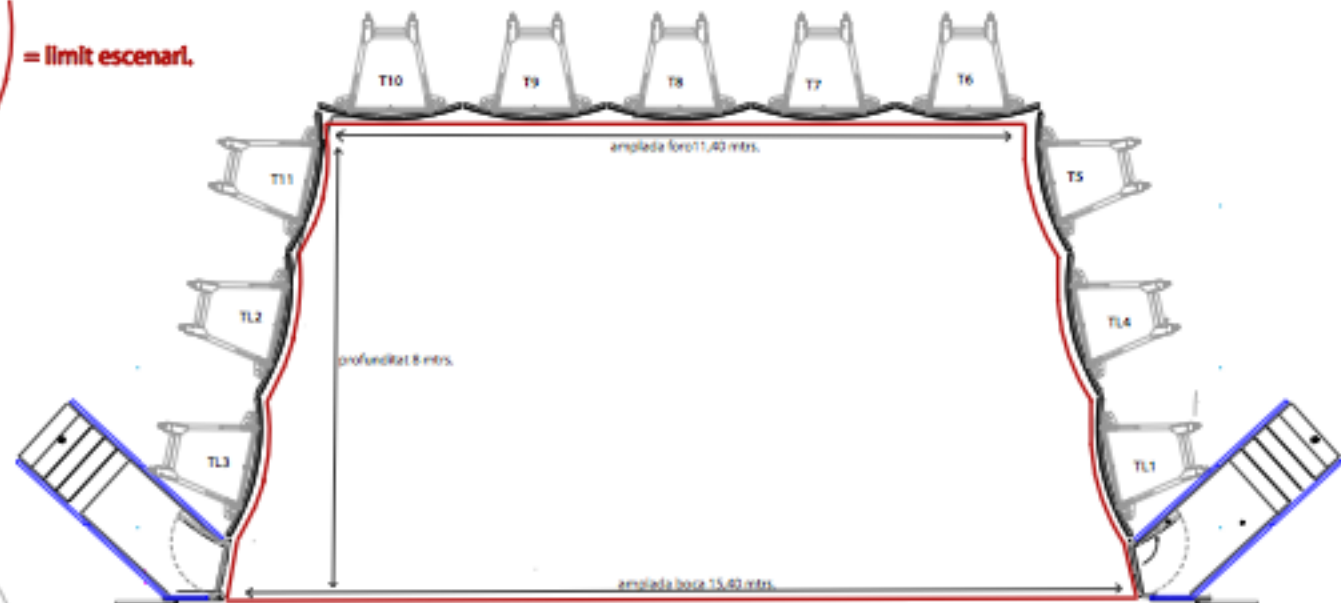 = limit escenari.
T10
T9
T8
T7
T6
amplada foro11,40 mtrs.
T11
T5
TL2
TL4
profunditat 8 mtrs.
TL3
TL1
amplada boca 15,40 mtrs.